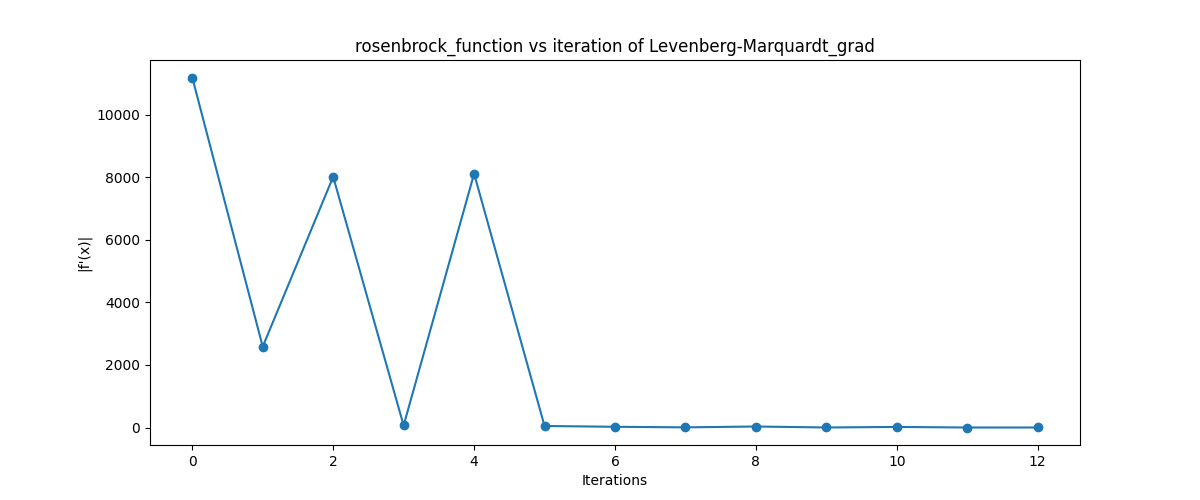 rosenbrock_function vs iteration of Levenberg-Marquardt_grad
10000
8000
6000
4000
2000
0
|f'(x)|
0 2 4 6 8 10 12
Iterations